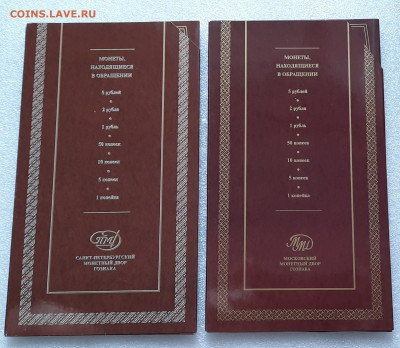 COINS.LAVE.RU
МОНЕТЫ,
НАХОДЯЩИЕСЯ
В ОБРАЩЕНИИ
5 рублей
2 рубля
1 рубль
50 копеек
10 копеек
5 копеек
1 копейка
САНКТ-ПЕТЕРБУРГСКИЙ
МОНЕТНЫЙ ДВОР
ГОЗНАКА
МОНЕТЫ,
НАХОДЯЩИЕСЯ
В ОБРАЩЕНИИ
5 рублей
2 рубля
1 рубль
50 копеек
10 копеек
5 копеек
1 копейка
МОСКОВСКИЙ
МОНЕТНЫЙ ДВОР
ГОЗНАКА